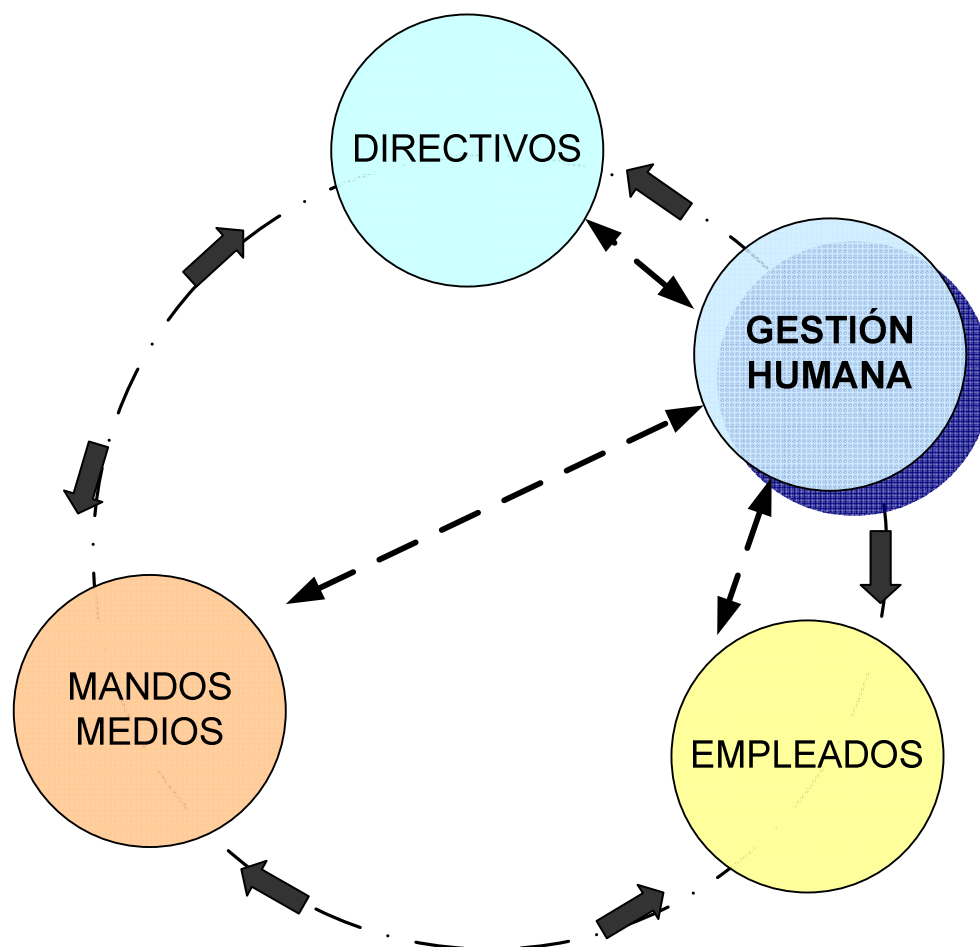 DIRECTIVOS
GESTIÓN
HUMANA
MANDOS
MEDIOS
EMPLEADOS